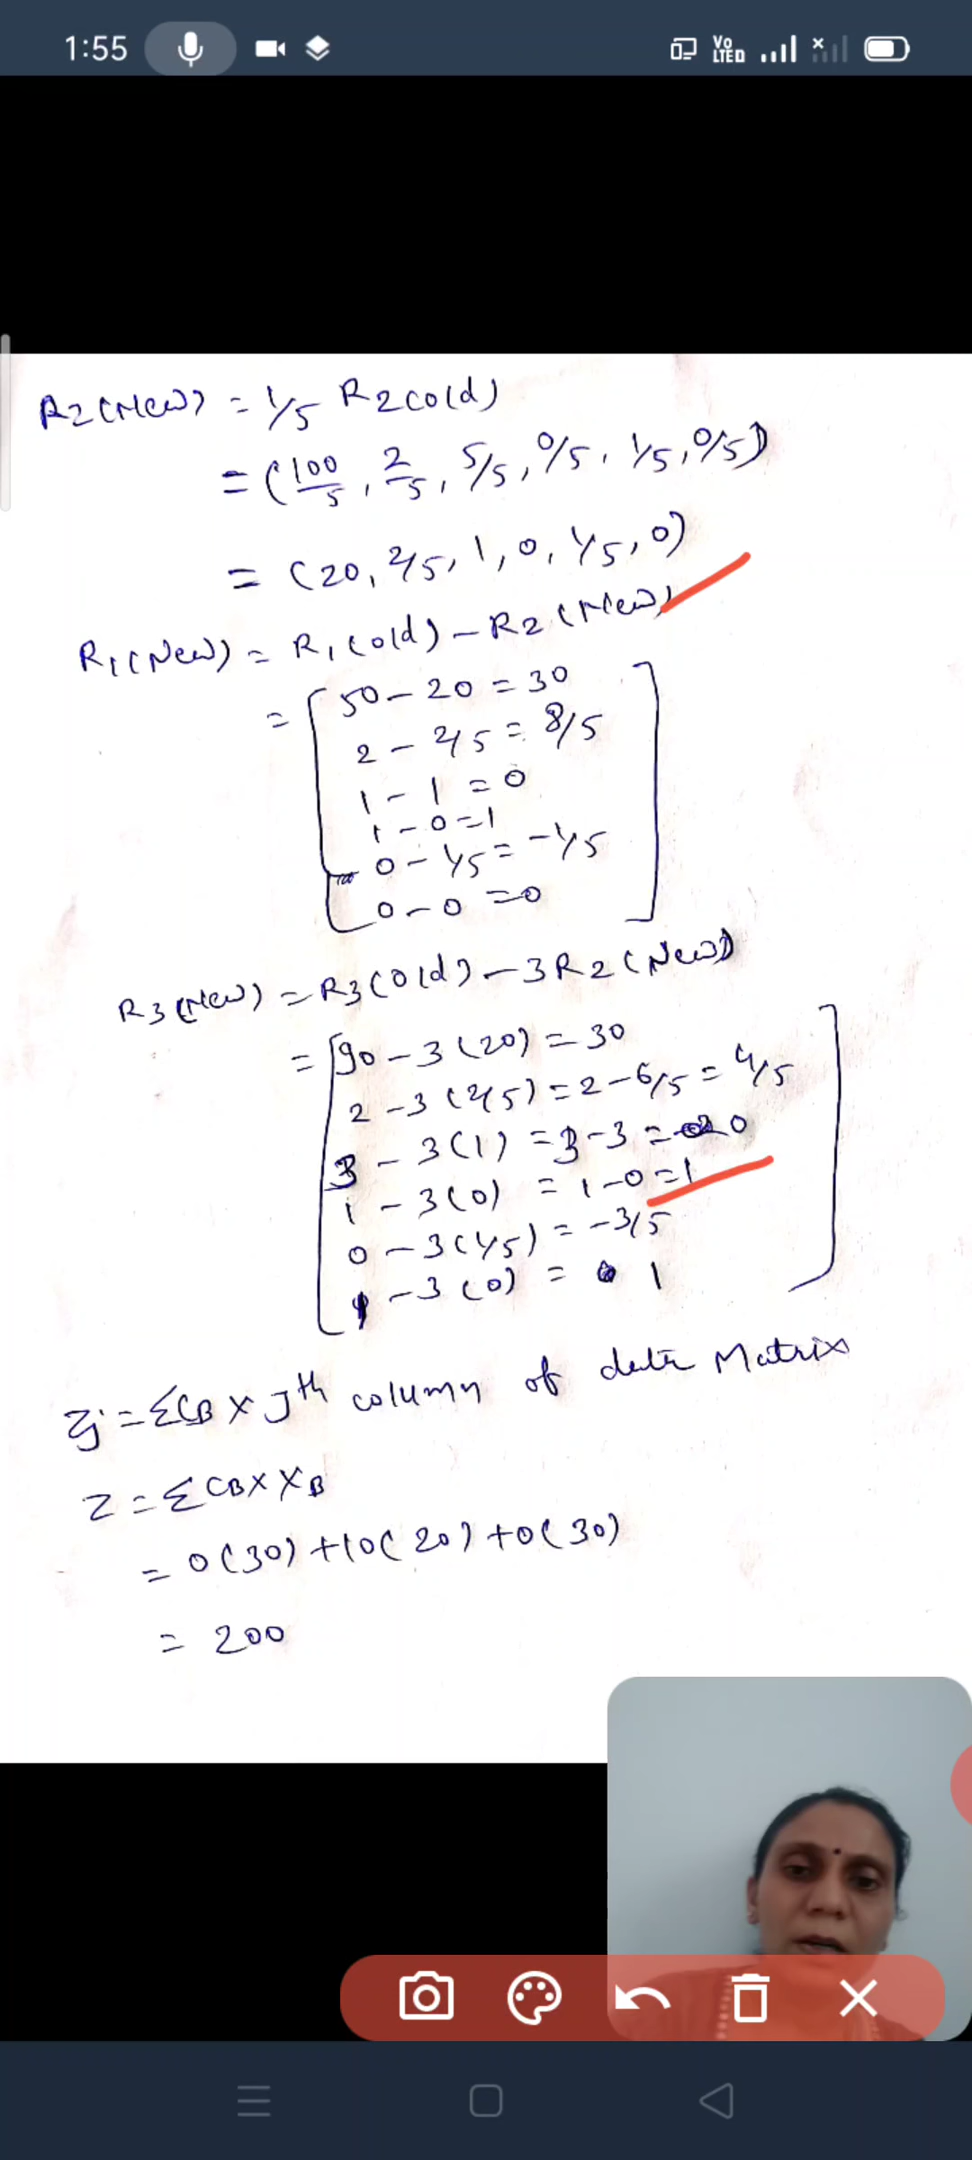 1:55
Vo
LTE D
R2(New) = 1/5 R2(old)
= (100/5, 2/5, 5/5, 0/5, 1/5, 0/5)
= (20, 2/5, 1, 0, 1/5, 0)
R1(New) = R1(old) - R2(New)
= [50 - 20 = 30
2 - 2/5 = 8/5
1 - 1 = 0
1 - 0 = 1
0 - 1/5 = -1/5
0 - 0 = 0]
R3(New) = R3(old) - 3R2(New)
= [90 - 3(20) = 30
2 - 3(2/5) = 2 - 6/5 = 4/5
3 - 3(1) = 3 - 3 = 0
1 - 3(0) = 1 - 0 = 1
0 - 3(1/5) = -3/5
1 - 3(0) = 1]
Zj = ΣCB x Jth column of Matrix
Z = ΣCB x XB
= 0(30) + 10(20) + 0(30)
= 200